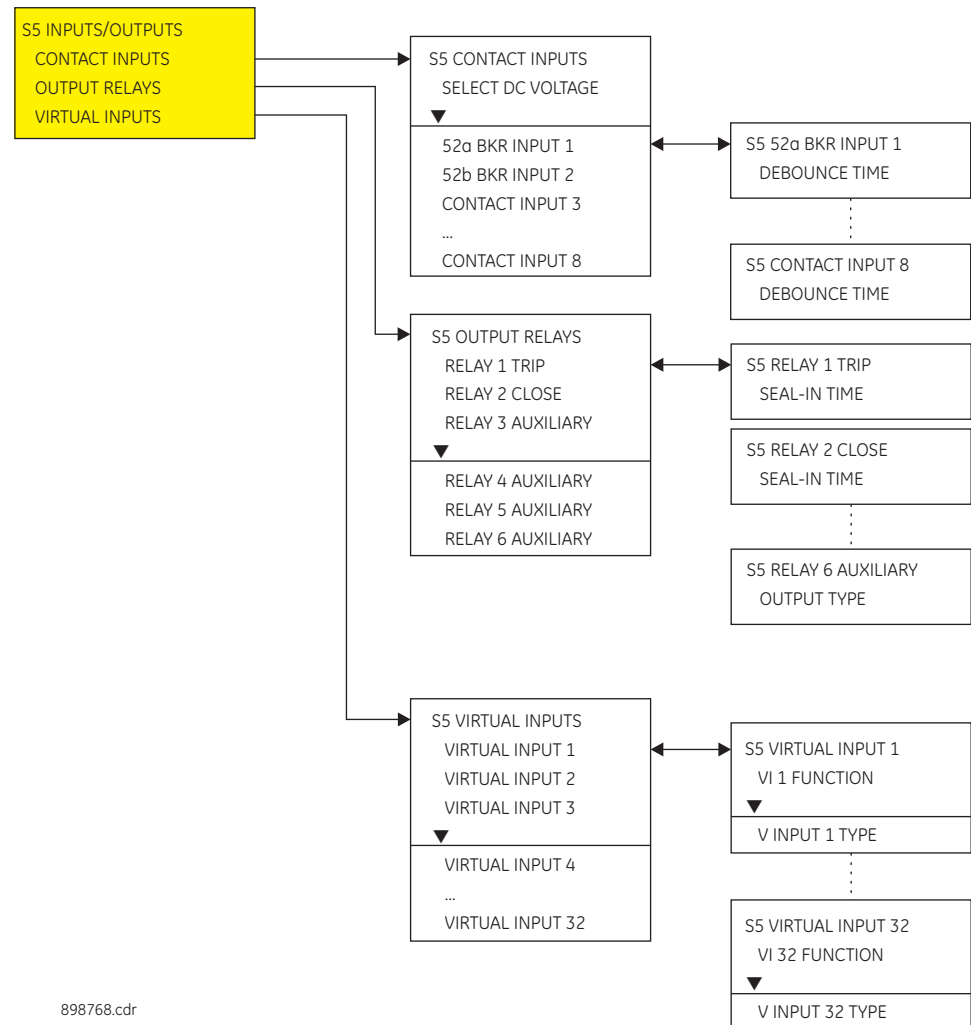 S5 INPUTS/OUTPUTS
CONTACT INPUTS
OUTPUT RELAYS
VIRTUAL INPUTS
S5 CONTACT INPUTS
SELECT DC VOLTAGE
▼
52a BKR INPUT 1
52b BKR INPUT 2
CONTACT INPUT 3
...
CONTACT INPUT 8
S5 52a BKR INPUT 1
DEBOUNCE TIME
S5 CONTACT INPUT 8
DEBOUNCE TIME
S5 OUTPUT RELAYS
RELAY 1 TRIP
RELAY 2 CLOSE
RELAY 3 AUXILIARY
▼
RELAY 4 AUXILIARY
RELAY 5 AUXILIARY
RELAY 6 AUXILIARY
S5 RELAY 1 TRIP
SEAL-IN TIME
S5 RELAY 2 CLOSE
SEAL-IN TIME
S5 RELAY 6 AUXILIARY
OUTPUT TYPE
S5 VIRTUAL INPUTS
VIRTUAL INPUT 1
VIRTUAL INPUT 2
VIRTUAL INPUT 3
▼
VIRTUAL INPUT 4
...
VIRTUAL INPUT 32
S5 VIRTUAL INPUT 1
VI 1 FUNCTION
▼
V INPUT 1 TYPE
S5 VIRTUAL INPUT 32
VI 32 FUNCTION
▼
V INPUT 32 TYPE
898768.cdr